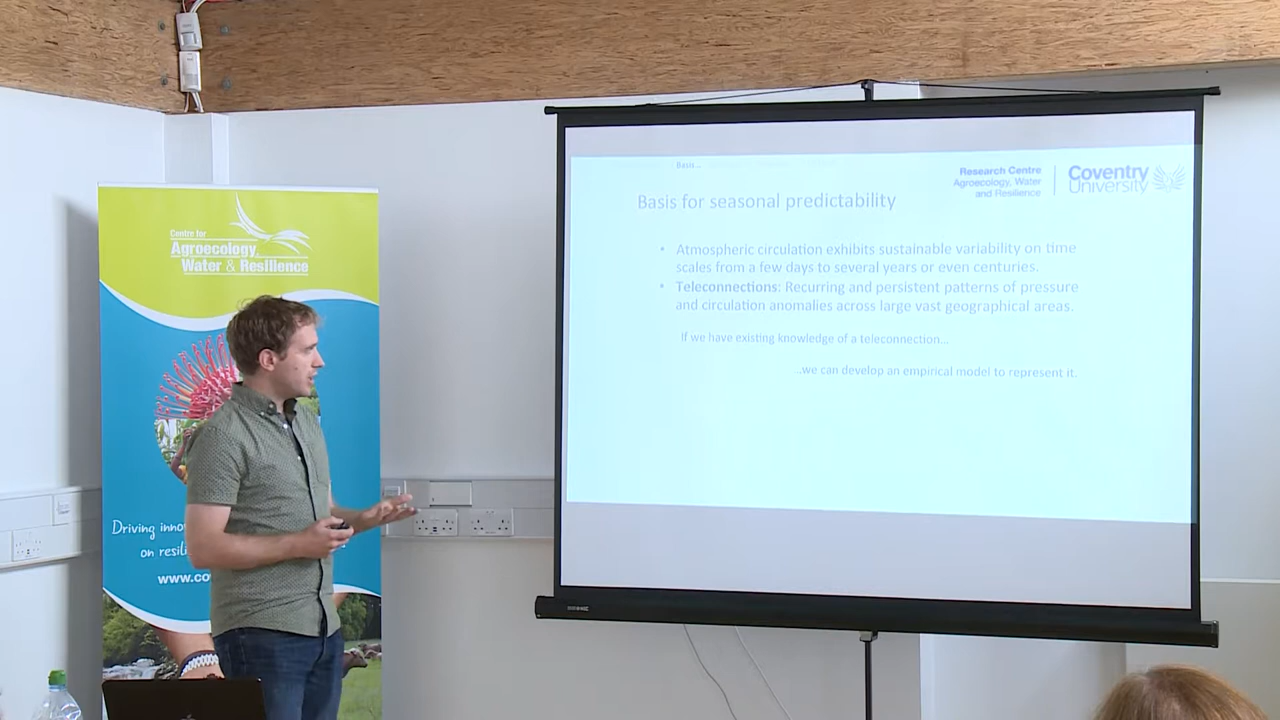 Centre for
Agroecology,
Water & Resilience
Driving inno
on resili
www.co
Basis...
Research Centre
Agroecology, Water
and Resilience
Coventry
University
Basis for seasonal predictability
• Atmospheric circulation exhibits sustainable variability on time
scales from a few days to several years or even centuries.
• Teleconnections: Recurring and persistent patterns of pressure
and circulation anomalies across large vast geographical areas.
If we have existing knowledge of a teleconnection...
...we can develop an empirical model to represent it.